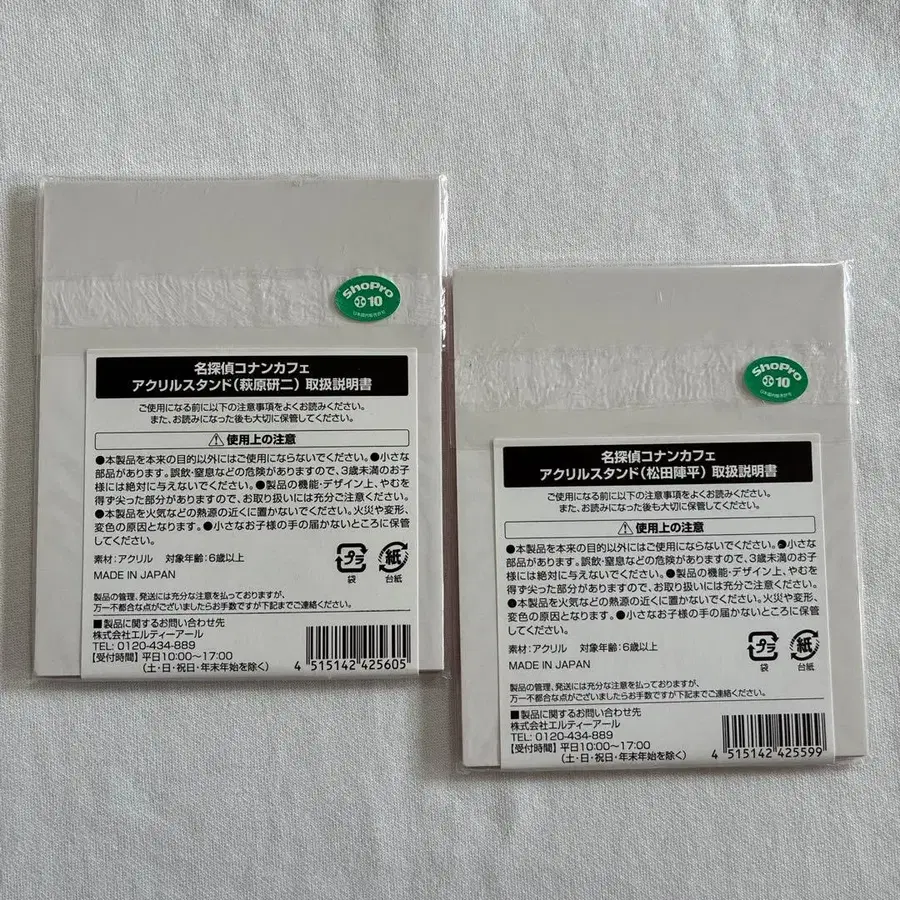 ShoPro
10
名探偵コナンカフェ
アクリルスタンド(萩原研二)取扱説明書
ご使用になる前に以下の注意事項をよくお読みください。
また、お読みになった後も大切に保管してください。
使用上の注意
●本製品を本来の目的以外にはご使用にならないでください。●小さな
部品があります。誤飲・窒息などの危険がありますので、3歳未満のお子
様には絶対に与えないでください。●製品の機能・デザイン上、やむを
得ず尖った部分がありますので、お取り扱いには充分ご注意ください。
●本製品を火気などの熱源の近くに置かないでください。火災や変形、
変色の原因となります。●小さなお子様の手の届かないところに保管
してください。
素材:アクリル 対象年齢:6歳以上
MADE IN JAPAN
プラ
袋
紙
台紙
製品の管理、発送には充分な注意を払っておりますが、
万一不都合な点がございましたらお手数ですが下記までご連絡ください。
■製品に関するお問い合わせ先
株式会社エルティーアール
TEL: 0120-434-889
【受付時間】平日10:00〜17:00
(土・日・祝日・年末年始を除く)
4 515142 425605
ShoPro
10
名探偵コナンカフェ
アクリルスタンド(松田陣平)取扱説明書
ご使用になる前に以下の注意事項をよくお読みください。
また、お読みになった後も大切に保管してください。
使用上の注意
●本製品を本来の目的以外にはご使用にならないでください。●小さな
部品があります。誤飲・窒息などの危険がありますので、3歳未満のお子
様には絶対に与えないでください。●製品の機能・デザイン上、やむを
得ず尖った部分がありますので、お取り扱いには充分ご注意ください。
●本製品を火気などの熱源の近くに置かないでください。火災や変形、
変色の原因となります。●小さなお子様の手の届かないところに保管
してください。
素材:アクリル 対象年齢:6歳以上
MADE IN JAPAN
プラ
袋
紙
台紙
製品の管理、発送には充分な注意を払っておりますが、
万一不都合な点がございましたらお手数ですが下記までご連絡ください。
■製品に関するお問い合わせ先
株式会社エルティーアール
TEL: 0120-434-889
【受付時間】平日10:00〜17:00
(土・日・祝日・年末年始を除く)
4 515142 425599